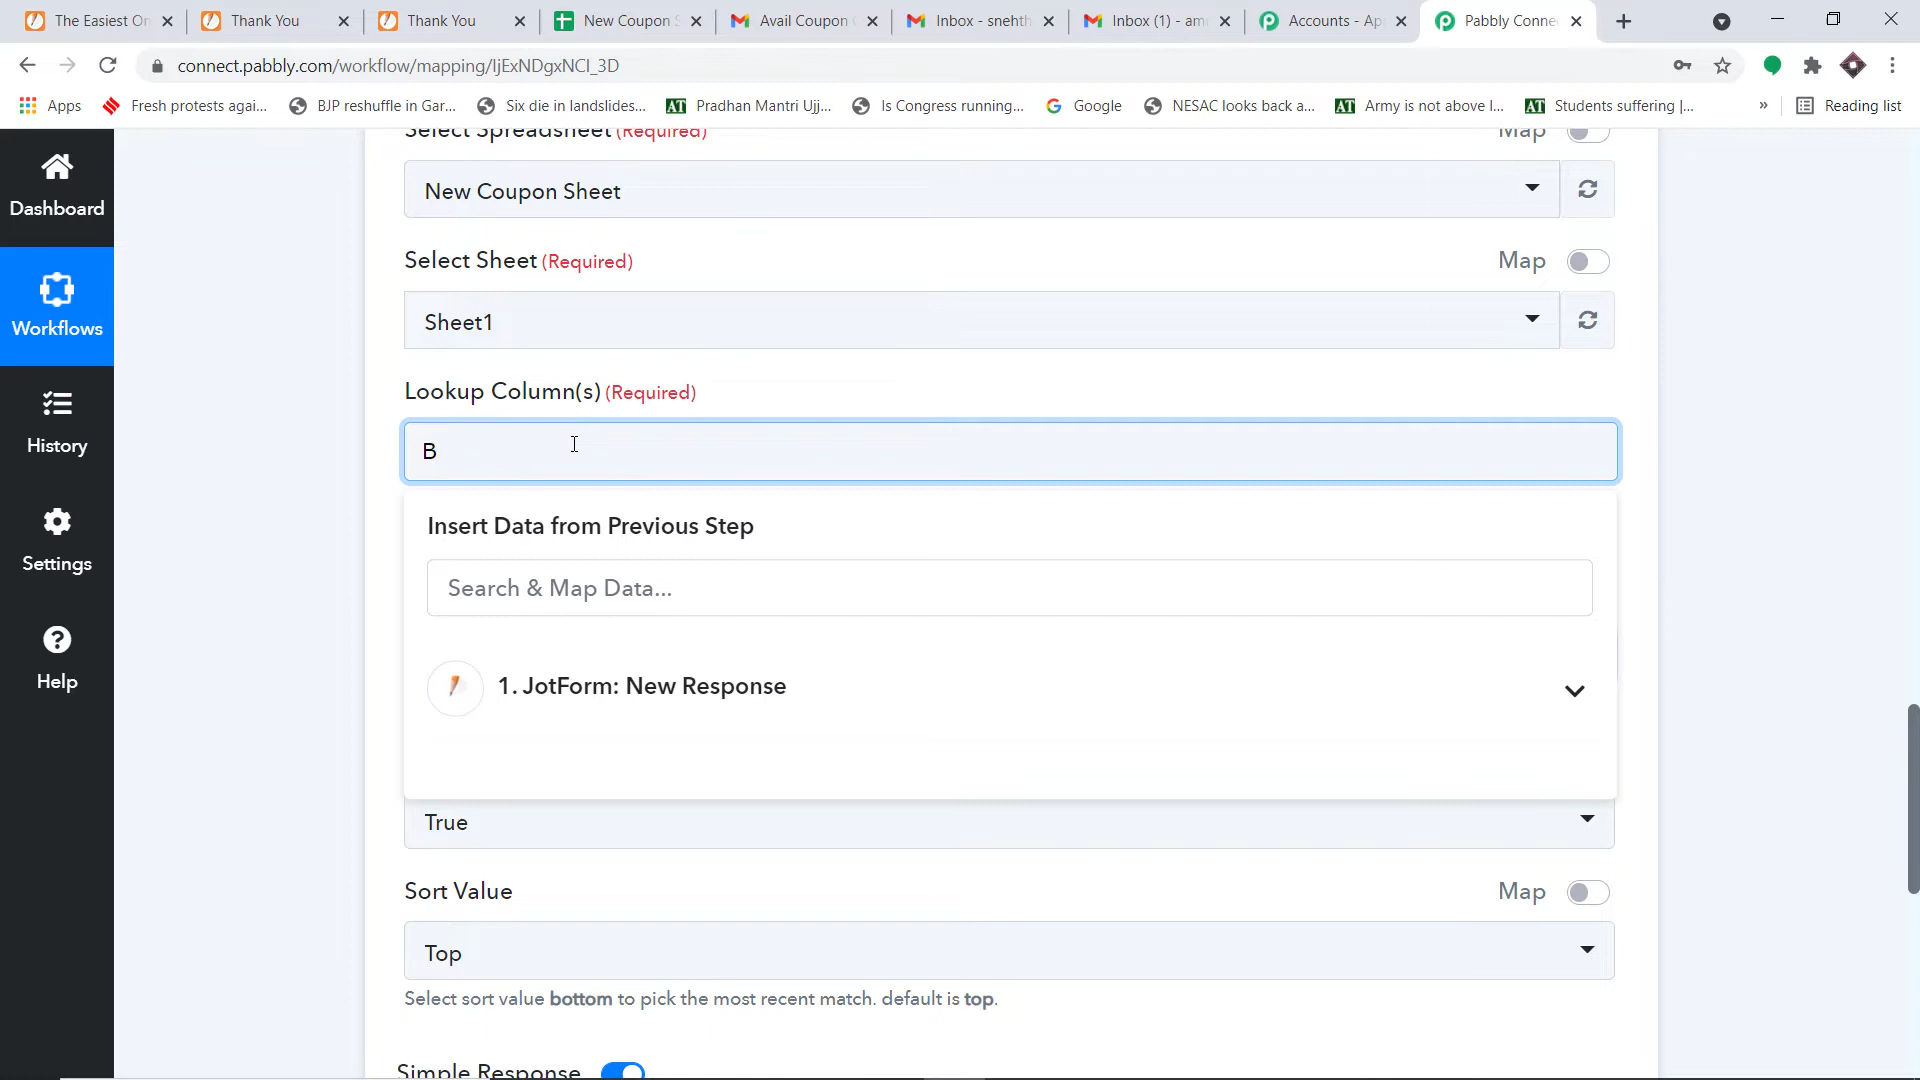 The Easiest On
Thank You
Thank You
New Coupon S
Avail Coupon
Inbox - snehth
Inbox (1) - am
Accounts - Ap
Pabbly Conne
connect.pabbly.com/workflow/mapping/IjExNDgxNCI_3D
Apps
Fresh protests agai...
BJP reshuffle in Gar...
Six die in landslides...
Pradhan Mantri Ujj...
Is Congress running...
Google
NESAC looks back a...
Army is not above l...
Students suffering |...
»
Reading list
Dashboard
Workflows
History
Settings
Help
Select Spreadsheet (Required)
Map
New Coupon Sheet
Select Sheet (Required)
Map
Sheet1
Lookup Column(s) (Required)
B
Insert Data from Previous Step
Search & Map Data...
1. JotForm: New Response
True
Sort Value
Map
Top
Select sort value bottom to pick the most recent match. default is top.
Simple Response